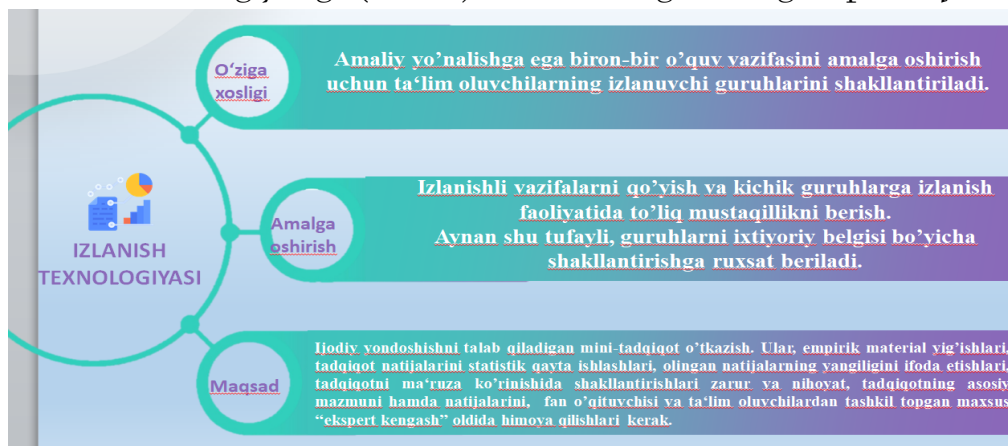 O‘ziga
xosligi
Amaliy yo’nalishga ega biron-bir o’quv vazifasini amalga oshirish
uchun ta‘lim oluvchilarning izlanuvchi guruhlarini shakllantiriladi.
IZLANISH
TEXNOLOGIYASI
Amalga
oshirish
Izlanishli vazifalarni qo’yish va kichik guruhlarga izlanish
faoliyatida to’liq mustaqillikni berish.
Aynan shu tufayli, guruhlarni ixtiyoriy belgisi bo’yicha
shakllantirishga ruxsat beriladi.
Maqsad
Ijodiy yondoshishni talab qiladigan mini-tadqiqot o’tkazish. Ular, empirik material yig’ishlari,
tadqiqot natijalarini statistik qayta ishlashlari, olingan natijalarning yangiligini ifoda etishlari,
tadqiqotni ma‘ruza ko’rinishida shakllantirishlari zarur va nihoyat, tadqiqotning asosiy
mazmuni hamda natijalarini, fan o’qituvchisi va ta‘lim oluvchilardan tashkil topgan maxsus
“ekspert kengash” oldida himoya qilishlari kerak.